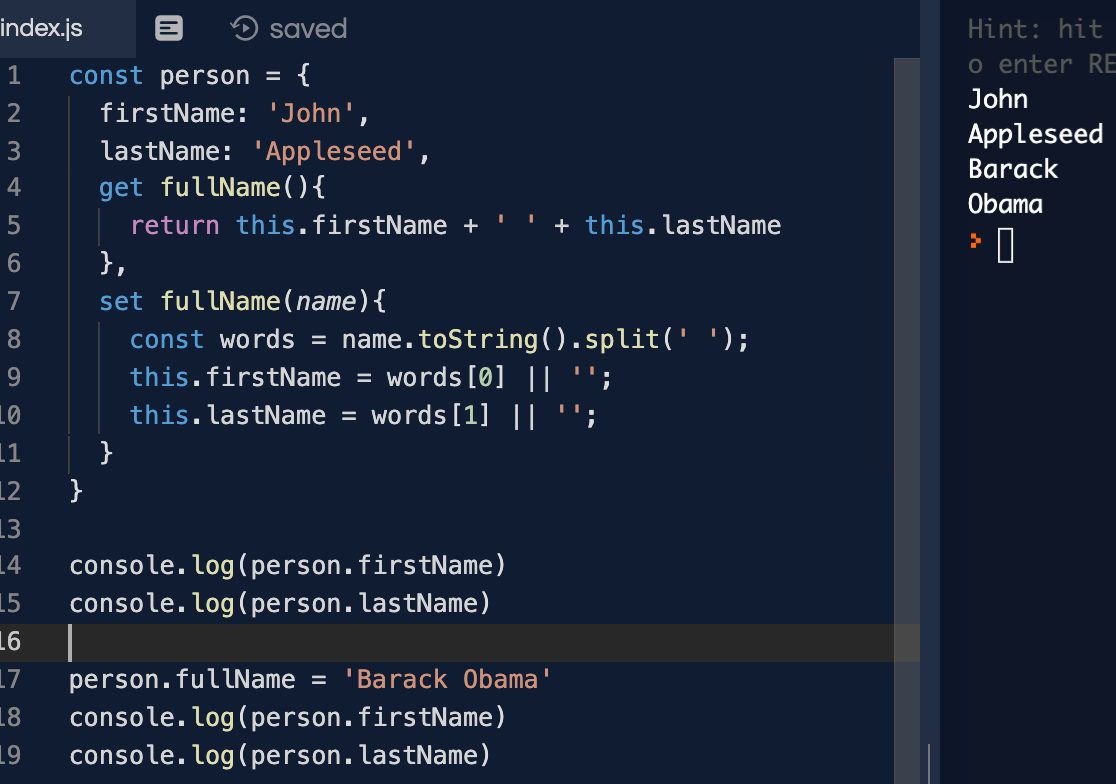 index.js
saved
1 const person = {
2 firstName: 'John',
3 lastName: 'Appleseed',
4 get fullName(){
5 return this.firstName + ' ' + this.lastName
6 },
7 set fullName(name){
8 const words = name.toString().split(' ');
9 this.firstName = words[0] || '';
10 this.lastName = words[1] || '';
11 }
12 }
13
14 console.log(person.firstName)
15 console.log(person.lastName)
16
17 person.fullName = 'Barack Obama'
18 console.log(person.firstName)
19 console.log(person.lastName)
Hint: hit
o enter RE
John
Appleseed
Barack
Obama